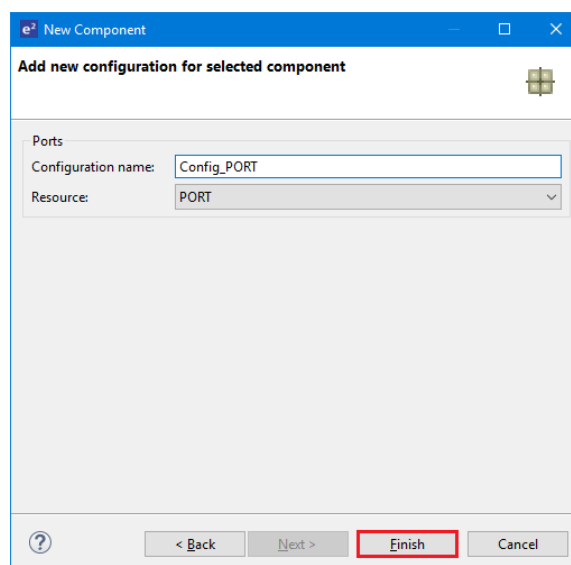 e² New Component
Add new configuration for selected component
Ports
Configuration name: Config_PORT
Resource: PORT
? < Back Next > Finish Cancel